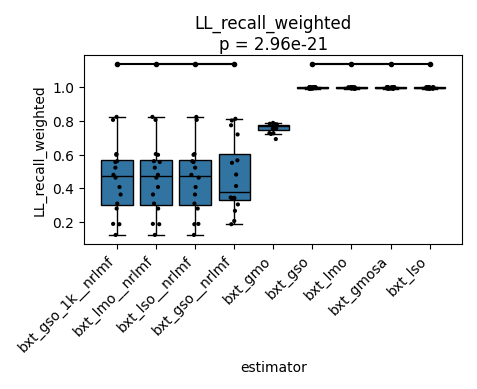 LL_recall_weighted
p = 2.96e-21
LL_recall_weighted
1.0
0.8
0.6
0.4
0.2
bxt_gso_1k__nrlmf
bxt_lmo__nrlmf
bxt_lso__nrlmf
bxt_gso__nrlmf
bxt_gmo
bxt_gso
bxt_lmo
bxt_gmosa
bxt_lso
estimator